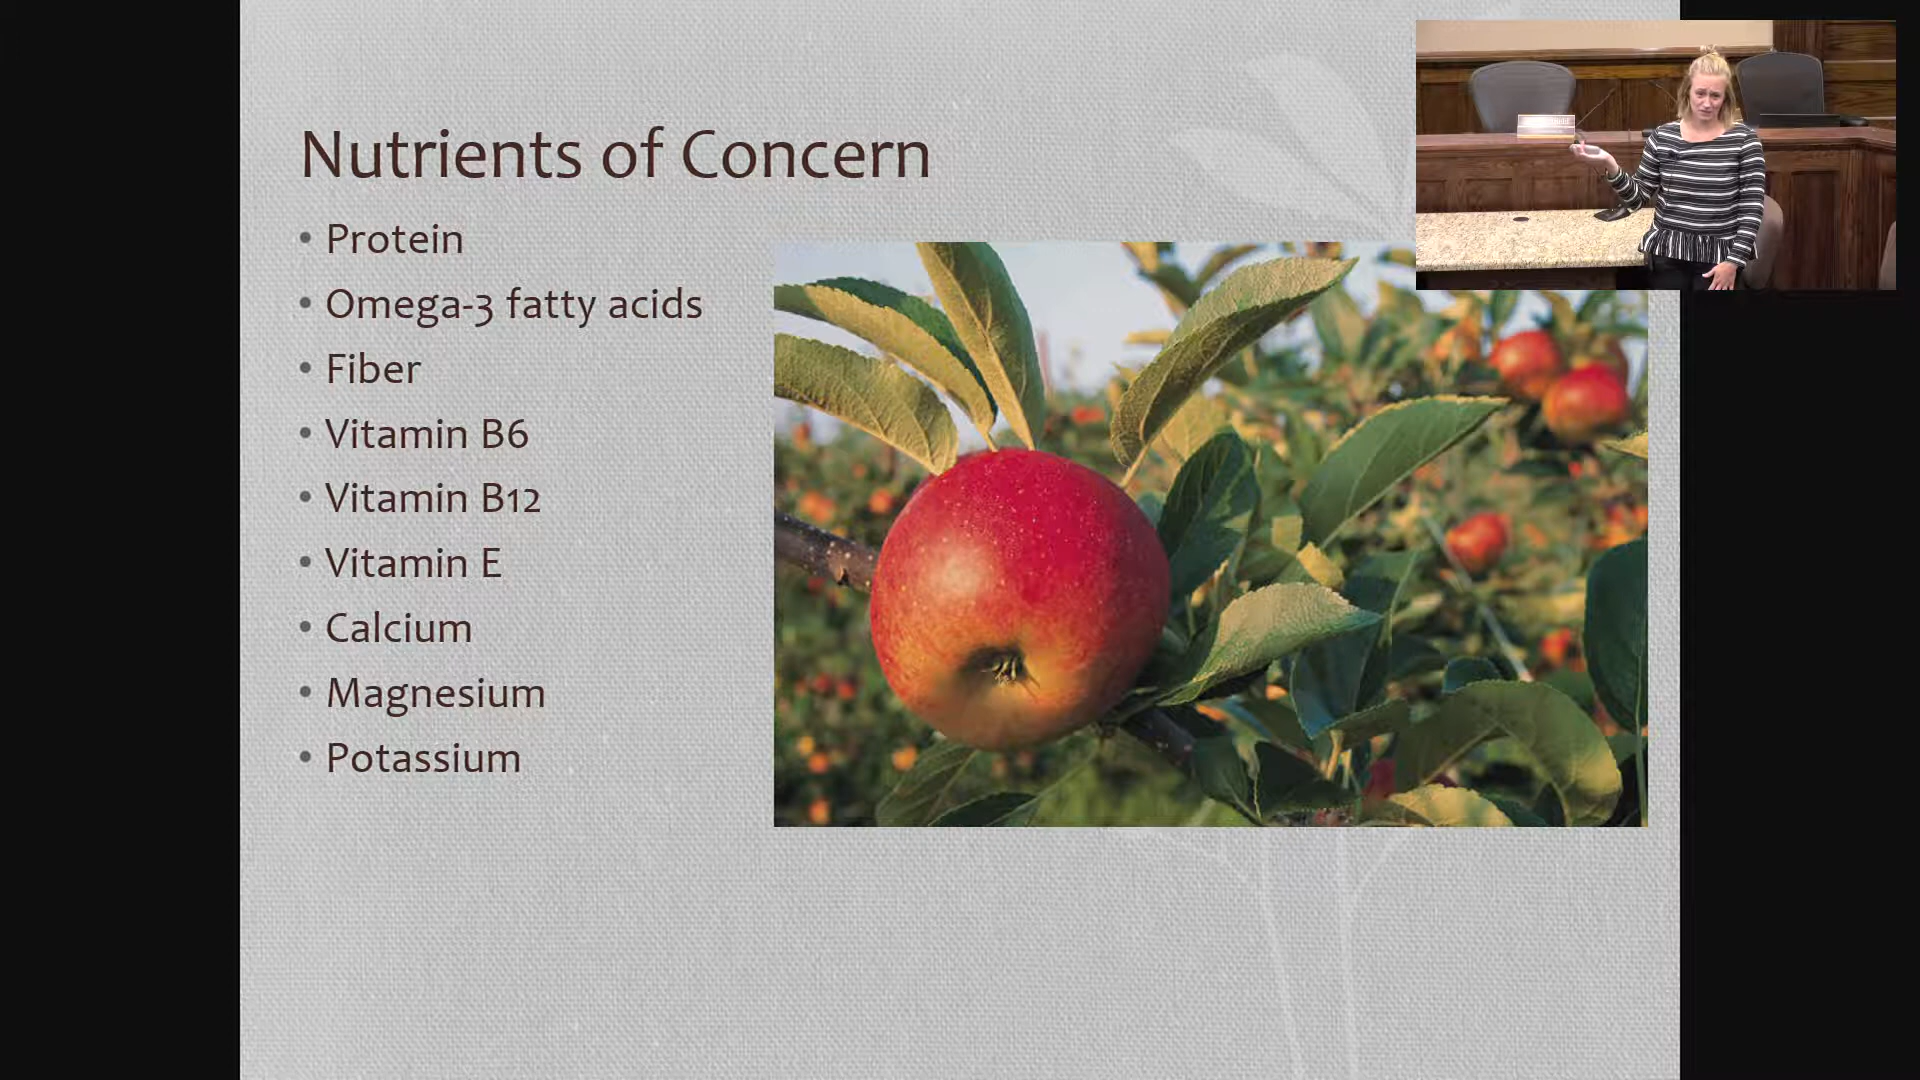 Nutrients of Concern
• Protein
• Omega-3 fatty acids
• Fiber
• Vitamin B6
• Vitamin B12
• Vitamin E
• Calcium
• Magnesium
• Potassium